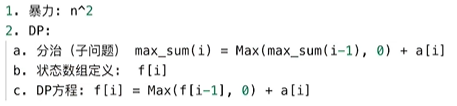 1. 暴力: n^2
2. DP:
a. 分治（子问题） max_sum(i) = Max(max_sum(i-1), 0) + a[i]
b. 状态数组定义: f[i]
c. DP方程: f[i] = Max(f[i-1], 0) + a[i]